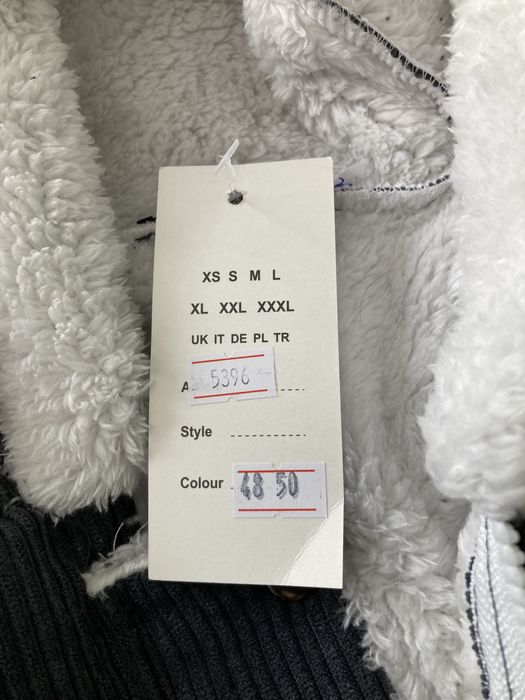 XS S M L
XL XXL XXXL
UK IT DE PL TR
5396
Style
Colour
48 50